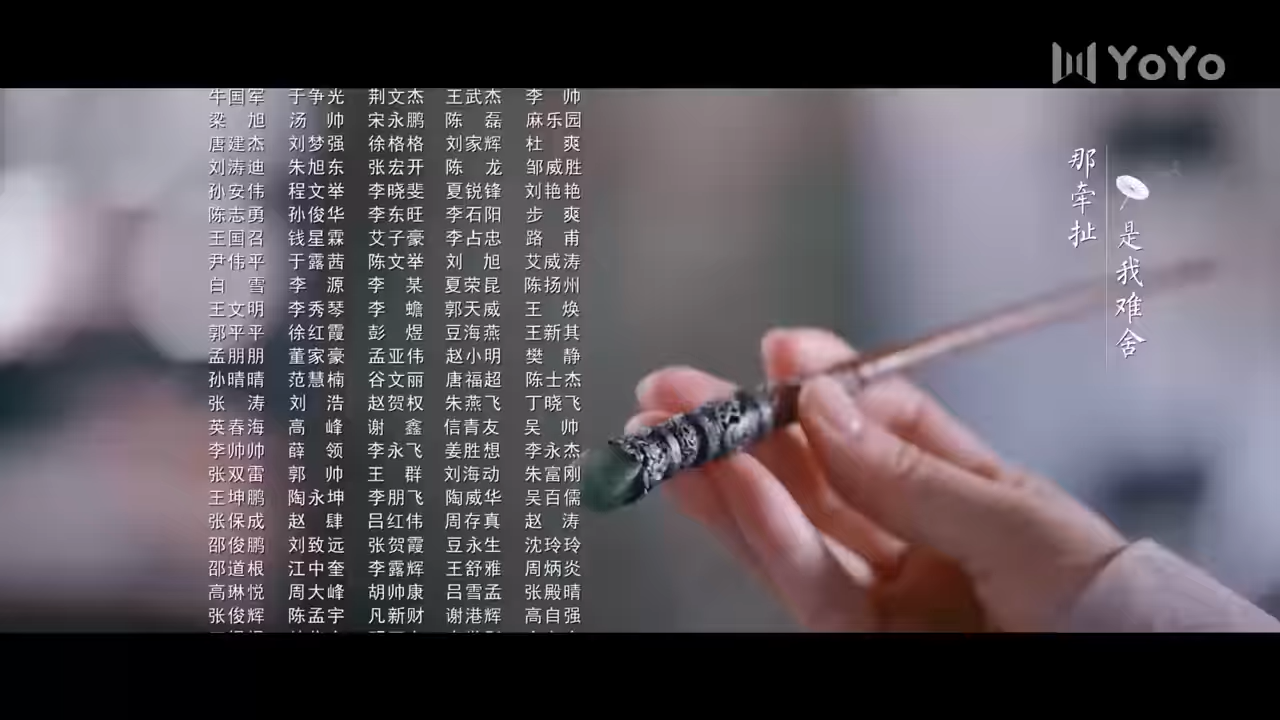 YoYo
牛国军 于争光 荆文杰 王武杰 李 帅
梁 旭 汤 帅 宋永鹏 陈 磊 麻乐园
唐建杰 刘梦强 徐格格 刘家辉 杜 爽
刘涛迪 朱旭东 张宏开 陈 龙 邹威胜
孙安伟 程文举 李晓斐 夏锐锋 刘艳艳
陈志勇 孙俊华 李东旺 李石阳 步 爽
王国召 钱星霖 艾子豪 李占忠 路 甫
尹伟平 于露茜 陈文举 刘 旭 艾威涛
白 雪 李 源 李 某 夏荣昆 陈扬州
王文明 李秀琴 李 蟾 郭天威 王 焕
郭平平 徐红霞 彭 煜 豆海燕 王新其
孟朋朋 董家豪 孟亚伟 赵小明 樊 静
孙晴晴 范慧楠 谷文丽 唐福超 陈士杰
张 涛 刘 浩 赵贺权 朱燕飞 丁晓飞
英春海 高 峰 谢 鑫 信青友 吴 帅
李帅帅 薛 领 李永飞 姜胜想 李永杰
张双雷 郭 帅 王 群 刘海动 朱富刚
王坤鹏 陶永坤 李朋飞 陶威华 吴百儒
张保成 赵 肆 吕红伟 周存真 赵 涛
邵俊鹏 刘致远 张贺霞 豆永生 沈玲玲
邵道根 江中奎 李露辉 王舒雅 周炳炎
高琳悦 周大峰 胡帅康 吕雪孟 张殿晴
张俊辉 陈孟宇 凡新财 谢港辉 高自强
那牵扯
是我难舍